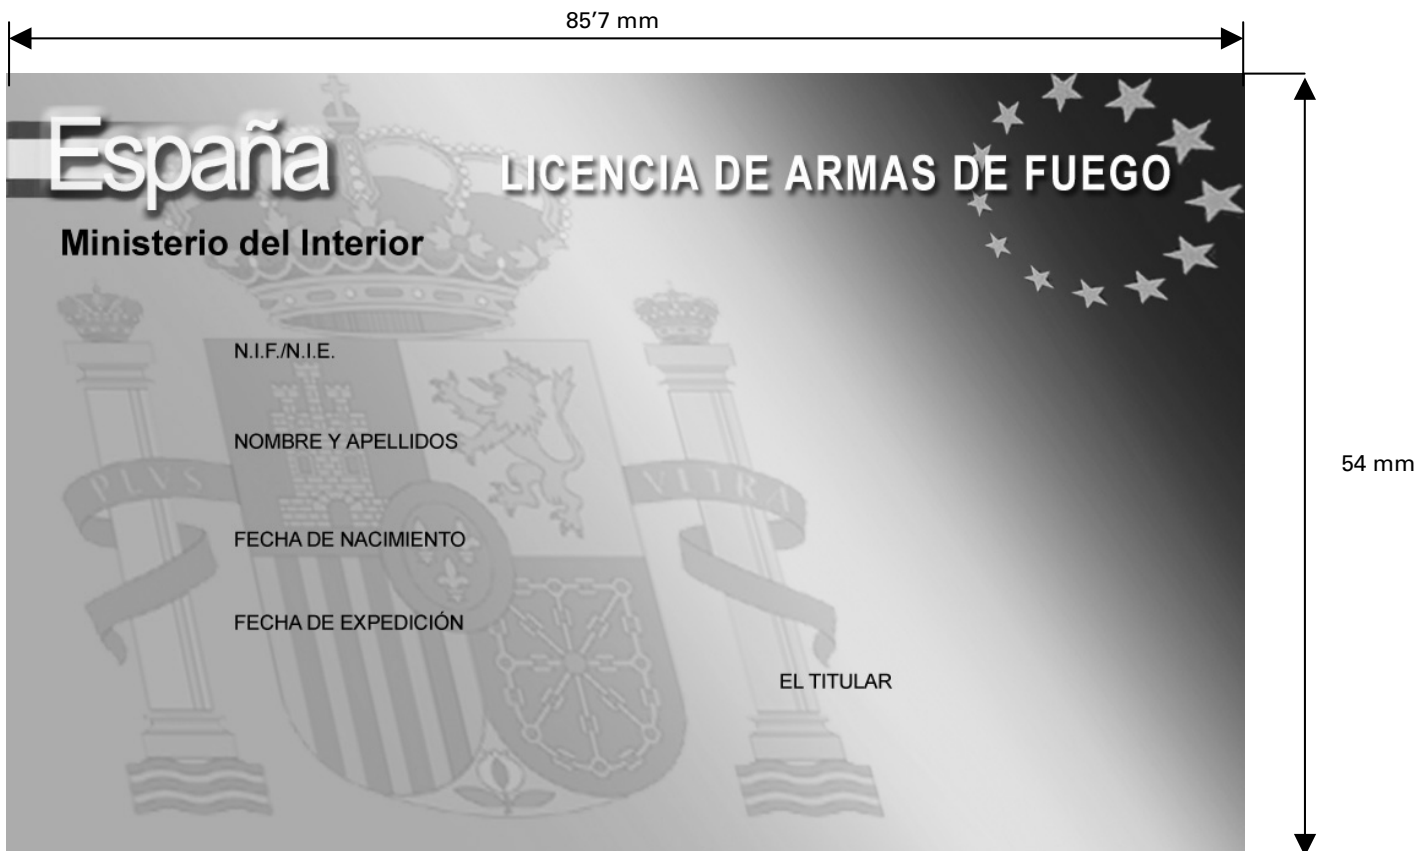 85’7 mm
España
LICENCIA DE ARMAS DE FUEGO
Ministerio del Interior
N.I.F./N.I.E.
NOMBRE Y APELLIDOS
PLVS
VLTRA
54 mm
FECHA DE NACIMIENTO
FECHA DE EXPEDICIÓN
EL TITULAR